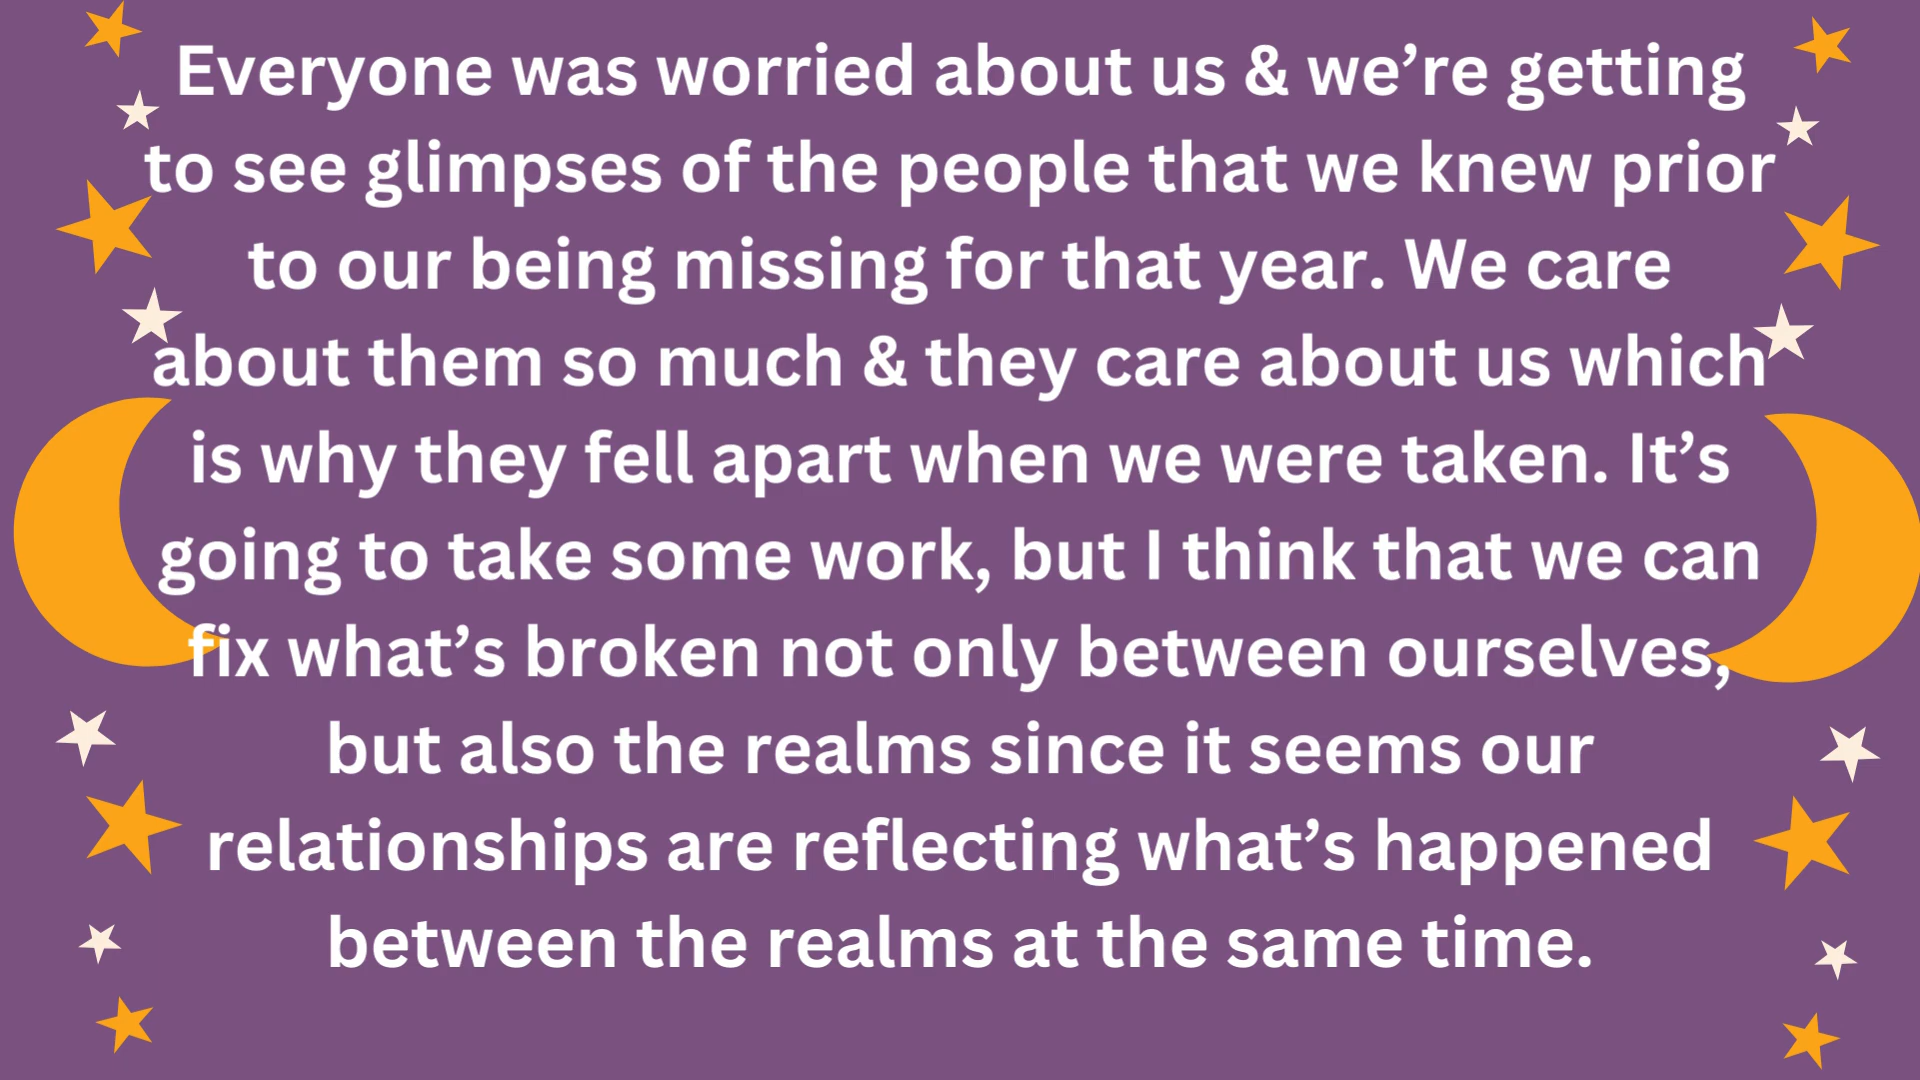 Everyone was worried about us & we’re getting
to see glimpses of the people that we knew prior
to our being missing for that year. We care
about them so much & they care about us which
is why they fell apart when we were taken. It’s
going to take some work, but I think that we can
fix what’s broken not only between ourselves,
but also the realms since it seems our
relationships are reflecting what’s happened
between the realms at the same time.